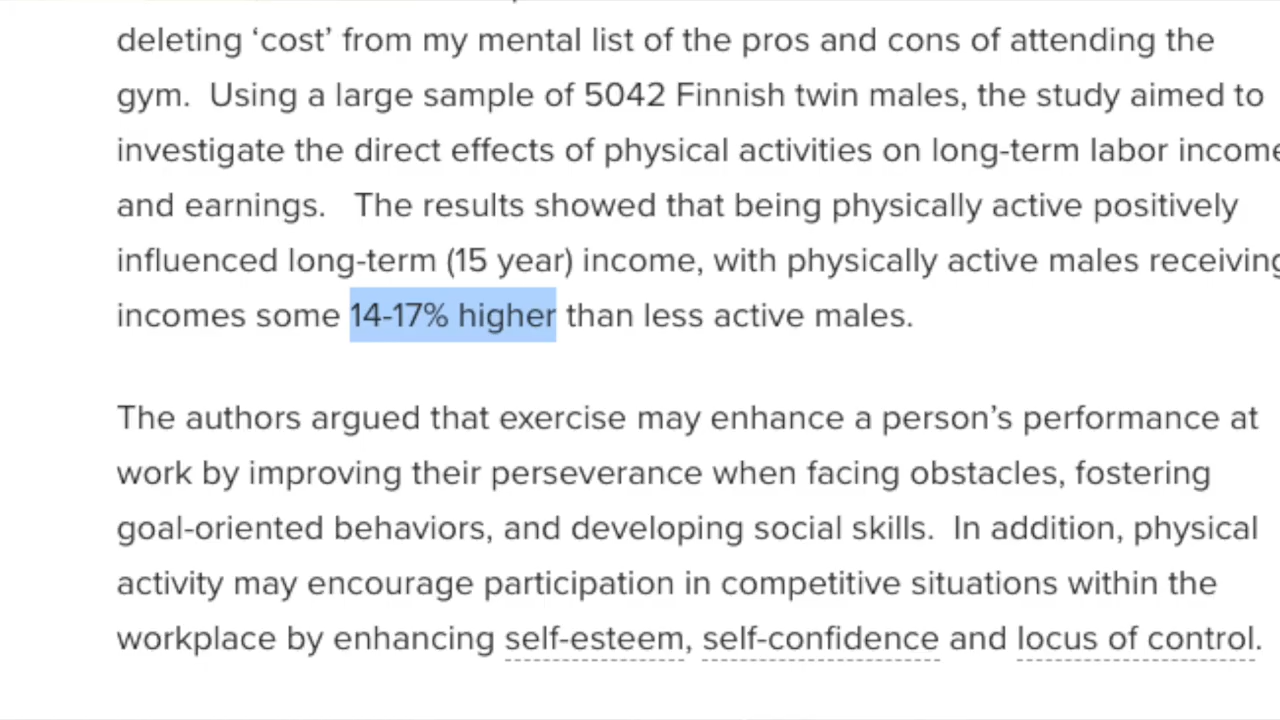 deleting ‘cost’ from my mental list of the pros and cons of attending the
gym.  Using a large sample of 5042 Finnish twin males, the study aimed to
investigate the direct effects of physical activities on long-term labor income
and earnings.   The results showed that being physically active positively
influenced long-term (15 year) income, with physically active males receiving
incomes some 14-17% higher than less active males.
The authors argued that exercise may enhance a person’s performance at
work by improving their perseverance when facing obstacles, fostering
goal-oriented behaviors, and developing social skills.  In addition, physical
activity may encourage participation in competitive situations within the
workplace by enhancing self-esteem, self-confidence and locus of control.